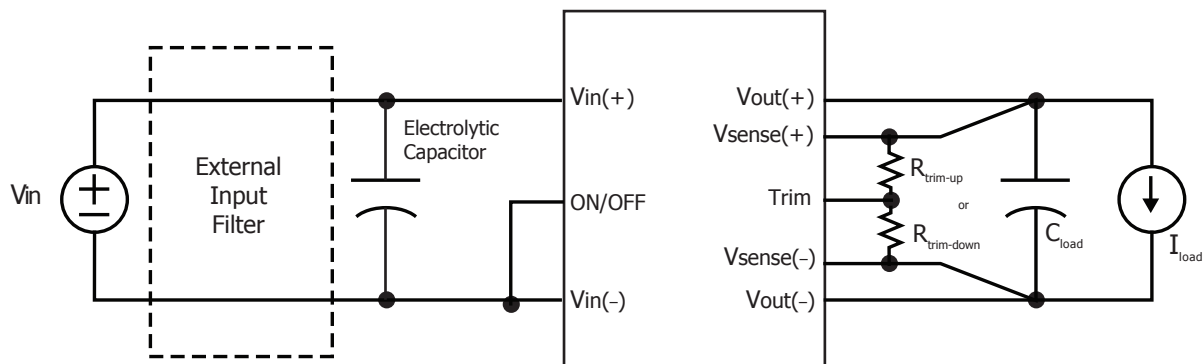 Vin
External
Input
Filter
Electrolytic
Capacitor
Vin(+)
ON/OFF
Vin(−)
Vout(+)
Vsense(+)
Trim
Vsense(−)
Vout(−)
Rtrim-up
or
Rtrim-down
Cload
Iload